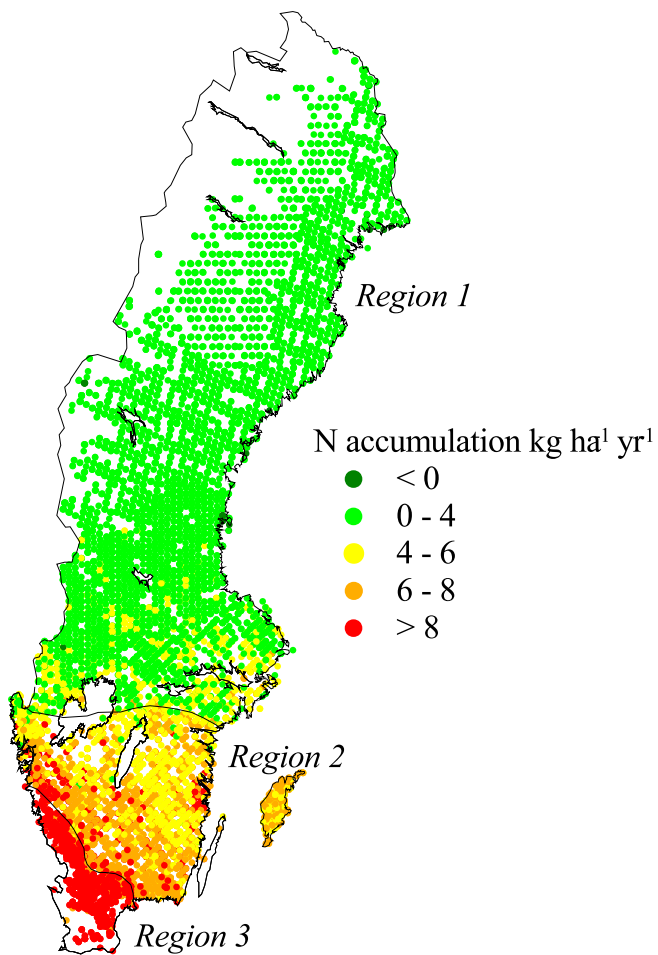 Region 1
N accumulation kg ha¹ yr¹
< 0
0 - 4
4 - 6
6 - 8
> 8
Region 2
Region 3